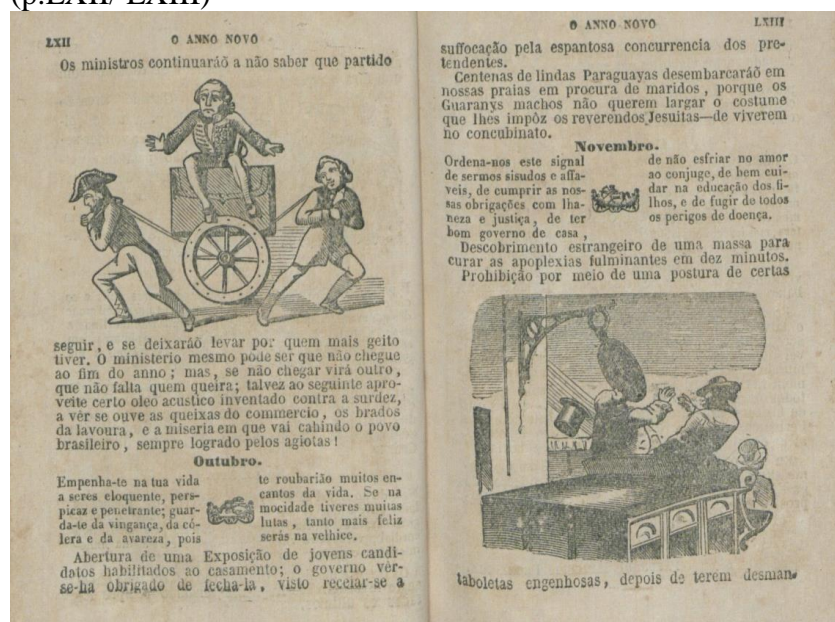 (p.LXII/ LXIII)
LXII O ANNO NOVO
Os ministros continuaráõ a não saber que partido
seguir, e se deixaráõ levar por quem mais geito
tiver. O ministerio mesmo pode ser que não chegue
ao fim do anno; mas, se não chegar virá outro,
que não falta quem queira; talvez ao seguinte apro-
veite certo oleo acustico inventado contra a surdez,
a vêr se ouve as queixas do commercio, os brados
da lavoura, e a miseria em que vai cahindo o povo
brasileiro, sempre logrado pelos agiotas!
Outubro.
Empenha-te na tua vida
a seres eloquente, pers-
picaz e penetrante; guar-
da-te da vingança, da có-
lera e da avareza, pois
te roubarião muitos en-
cantos da vida. Se na
mocidade tiveres muitas
lutas, tanto mais feliz
serás na velhice.
Abertura de uma Exposição de jovens candi-
datos habilitados ao casamento; o governo vêr-
se-ha obrigado de fecha-la, visto recelar-se a
O ANNO NOVO LXIII
suffocação pela espantosa concurrencia dos pre-
tendentes.
Centenas de lindas Paraguayas desembarcaráõ em
nossas praias em procura de maridos, porque os
Guaranys machos não querem largar o costume
que lhes impôz os reverendos Jesuitas—de viverem
no concubinato.
Novembro.
Ordena-nos este signal
de sermos sisudos e affa-
veis, de cumprir as nos-
sas obrigações com lha-
neza e justiça, de ter
bom governo de casa,
de não esfriar no amor
ao conjuge, de bem cui-
dar na educação dos fi-
lhos, e de fugir de todos
os perigos de doença.
Descobrimento estrangeiro de uma massa para
curar as apoplexias fulminantes em dez minutos.
Prohibição por meio de uma postura de certas
taboletas engenhosas, depois de terem desman-